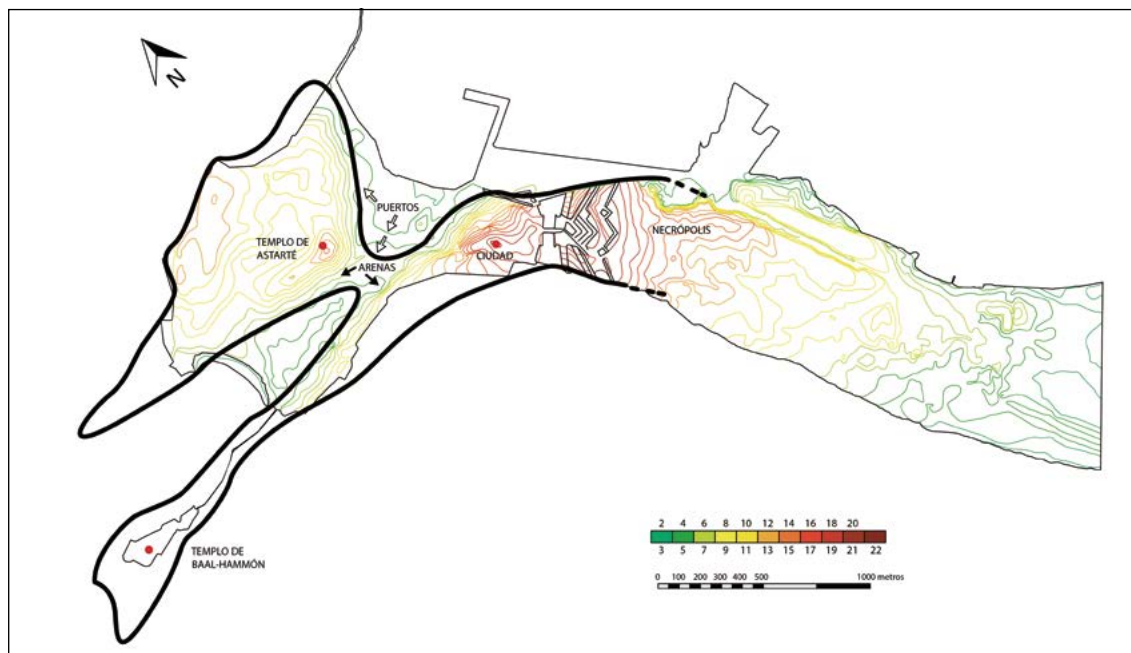 N
PUERTOS
TEMPLO DE
ASTARTÉ
ARENAS
CIUDAD
NECRÓPOLIS
TEMPLO DE
BAAL-HAMMÓN
2 4 6 8 10 12 14 16 18 20
3 5 7 9 11 13 15 17 19 21 22
0 100 200 300 400 500 1000 metros